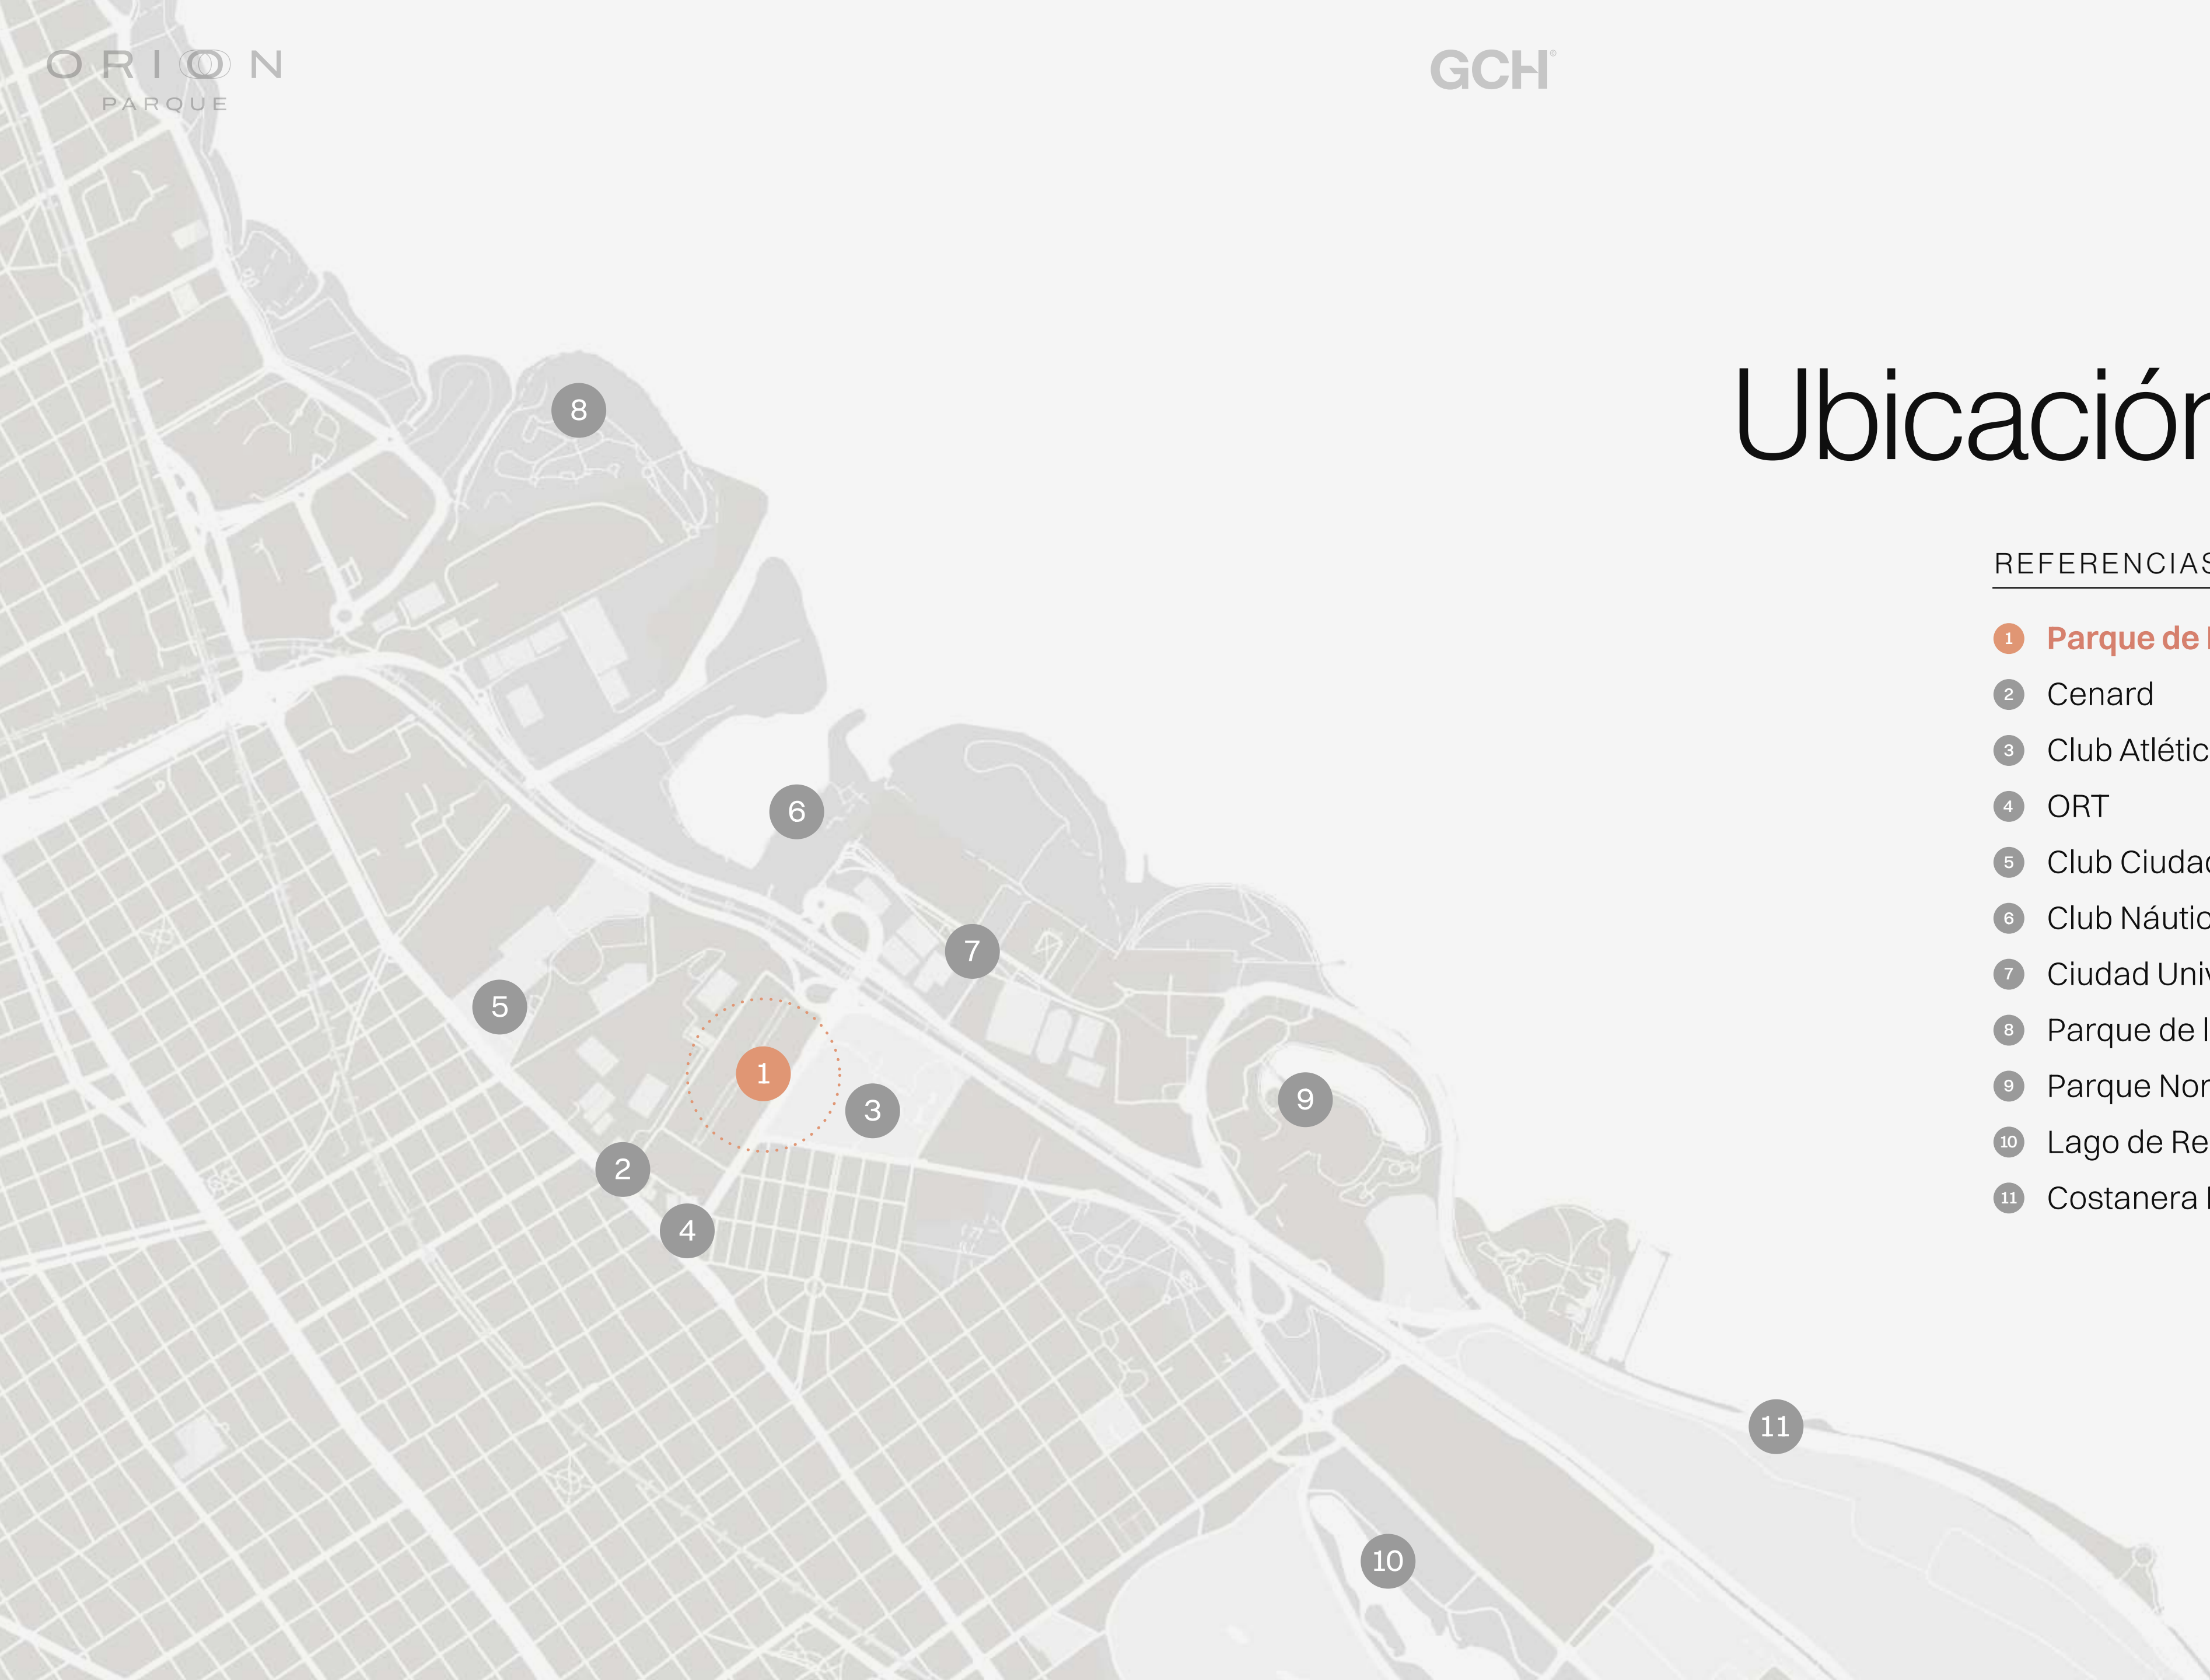 ORION
PARQUE
GCH
Ubicación
REFERENCIAS
1 Parque de
2 Cenard
3 Club Atlétic
4 ORT
5 Club Ciudad
6 Club Náutic
7 Ciudad Univ
8 Parque de l
9 Parque Nor
10 Lago de Re
11 Costanera
8
6
7
5
1
3
9
2
4
11
10